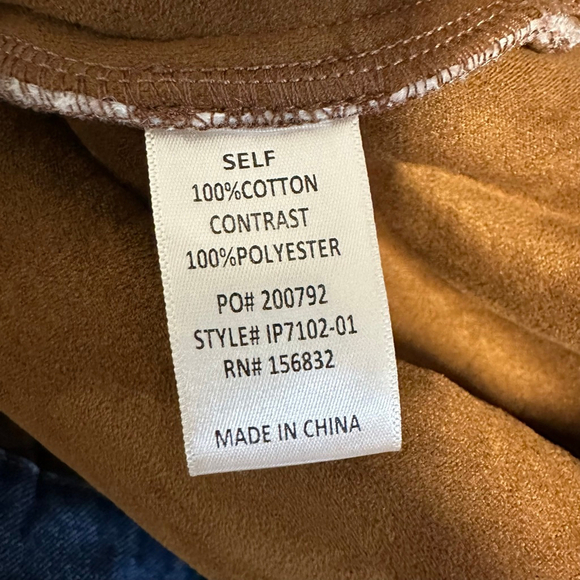 SELF
100%COTTON
CONTRAST
100%POLYESTER
PO# 200792
STYLE# IP7102-01
RN# 156832
MADE IN CHINA